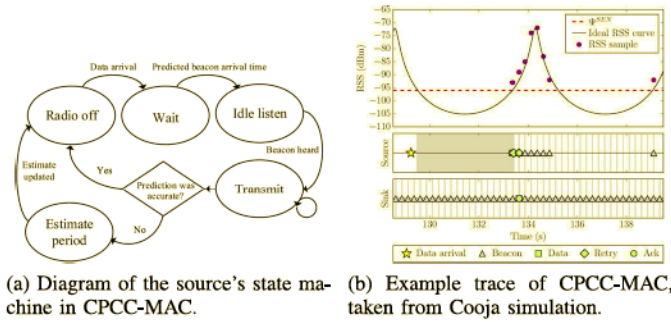 Data arrival
Predicted beacon arrival time
Radio off
Wait
Idle listen
Beacon heard
Estimate
updated
Yes
Prediction was
accurate?
Transmit
No
Estimate
period
(a) Diagram of the source's state machine in CPCC-MAC.
RSS (dBm)
-65
-70
-75
-80
-85
-90
-95
-100
-105
-110
Ψ^SEN
Ideal RSS curve
RSS sample
Source
Sink
130
132
134
136
138
Time (s)
Data arrival
Beacon
Data
Retry
Ack
(b) Example trace of CPCC-MAC,
taken from Cooja simulation.